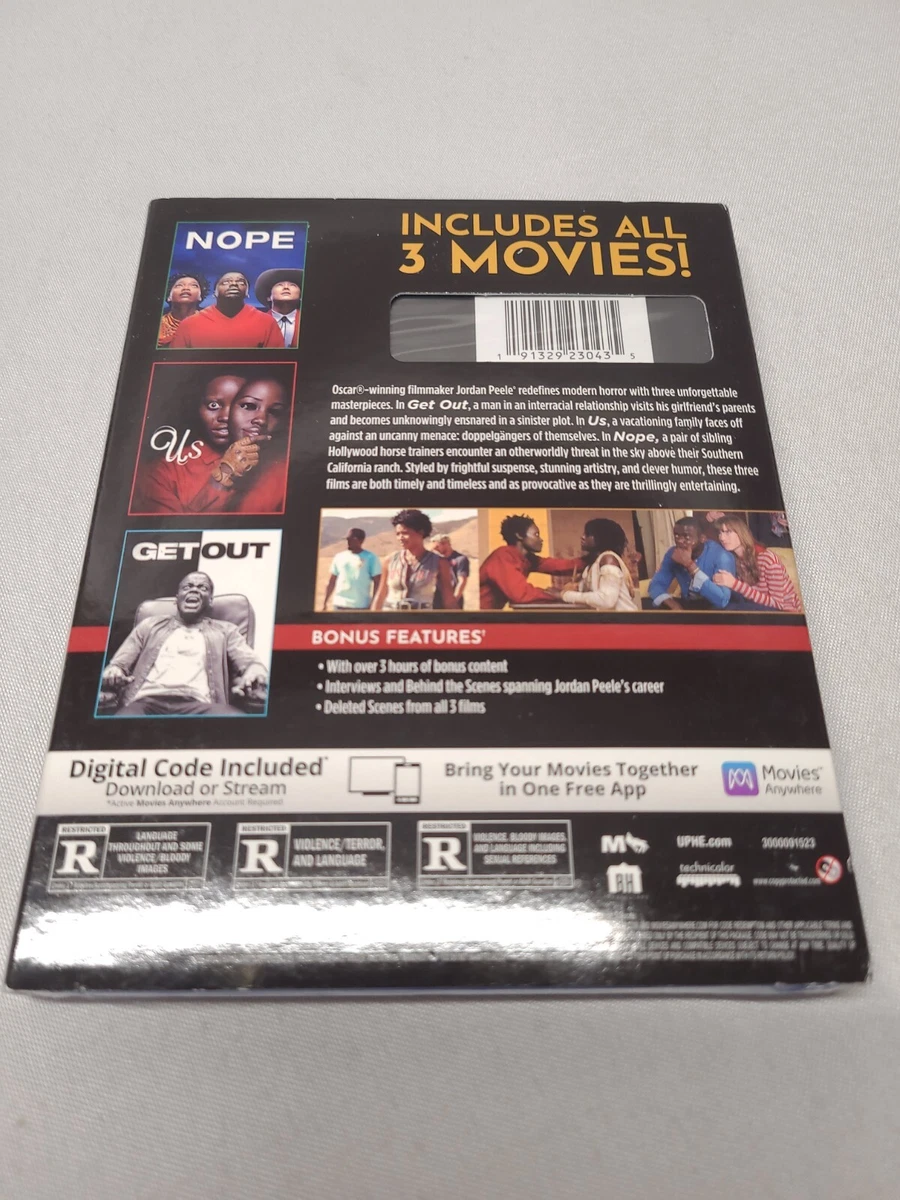 NOPE
INCLUDES ALL
3 MOVIES!
1 91329 23043 5
Us
Oscar®-winning filmmaker Jordan Peele* redefines modern horror with three unforgettable
masterpieces. In Get Out, a man in an interracial relationship visits his girlfriend's parents
and becomes unknowingly ensnared in a sinister plot. In Us, a vacationing family faces off
against an uncanny menace: doppelgängers of themselves. In Nope, a pair of sibling
Hollywood horse trainers encounter an otherworldly threat in the sky above their Southern
California ranch. Styled by frightful suspense, stunning artistry, and clever humor, these three
films are both timely and timeless and as provocative as they are thrillingly entertaining.
GET OUT
BONUS FEATURES†
• With over 3 hours of bonus content
• Interviews and Behind the Scenes spanning Jordan Peele's career
• Deleted Scenes from all 3 films
Digital Code Included*
Download or Stream
*Active Movies Anywhere Account Required
Bring Your Movies Together
in One Free App
Movies™
Anywhere
RESTRICTED
R
LANGUAGE
THROUGHOUT AND SOME
VIOLENCE/BLOODY
IMAGES
RESTRICTED
R
VIOLENCE/TERROR,
AND LANGUAGE
RESTRICTED
R
VIOLENCE, BLOODY IMAGES,
AND LANGUAGE INCLUDING
SEXUAL REFERENCES
BH
UPHE.com
technicolor
3000091523
www.copyprotected.com